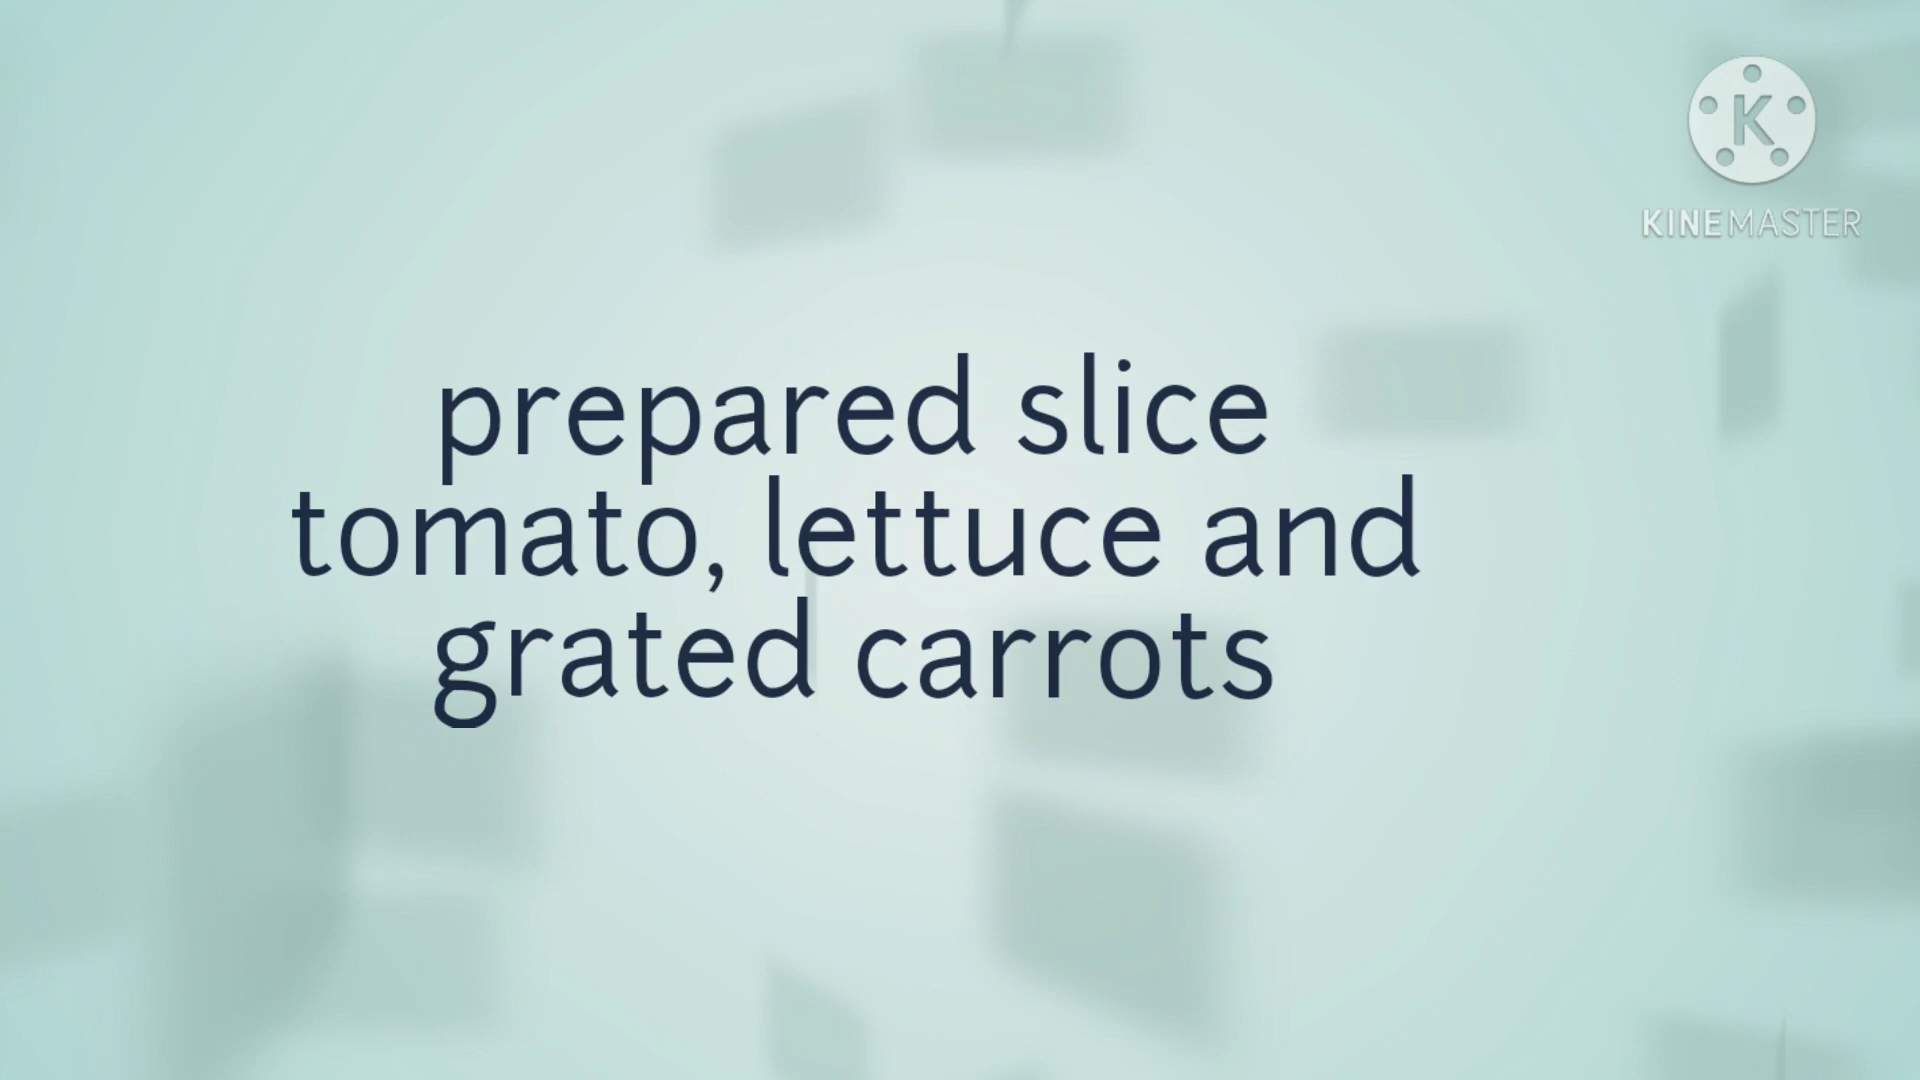 K
KINEMASTER
prepared slice
tomato, lettuce and
grated carrots